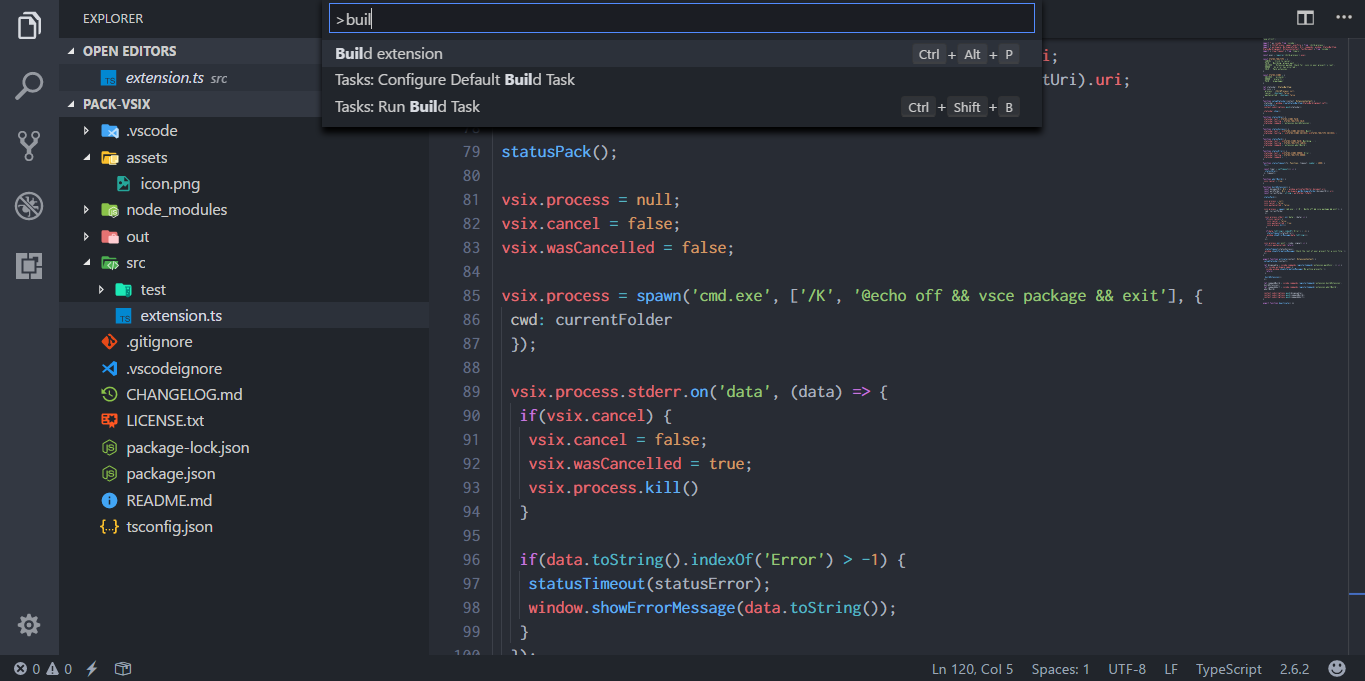 EXPLORER
OPEN EDITORS
TS extension.ts src
PACK-VSIX
.vscode
assets
icon.png
node_modules
out
src
test
TS extension.ts
.gitignore
.vscodeignore
CHANGELOG.md
LICENSE.txt
package-lock.json
package.json
README.md
tsconfig.json
>buil
Build extension Ctrl + Alt + P
Tasks: Configure Default Build Task
Tasks: Run Build Task Ctrl + Shift + B
i;
tUri).uri;
79 statusPack();
80
81 vsix.process = null;
82 vsix.cancel = false;
83 vsix.wasCancelled = false;
84
85 vsix.process = spawn('cmd.exe', ['/K', '@echo off && vsce package && exit'], {
86 cwd: currentFolder
87 });
88
89 vsix.process.stderr.on('data', (data) => {
90 if(vsix.cancel) {
91 vsix.cancel = false;
92 vsix.wasCancelled = true;
93 vsix.process.kill()
94 }
95
96 if(data.toString().indexOf('Error') > -1) {
97 statusTimeout(statusError);
98 window.showErrorMessage(data.toString());
99 }
100 });
0 0 Ln 120, Col 5 Spaces: 1 UTF-8 LF TypeScript 2.6.2